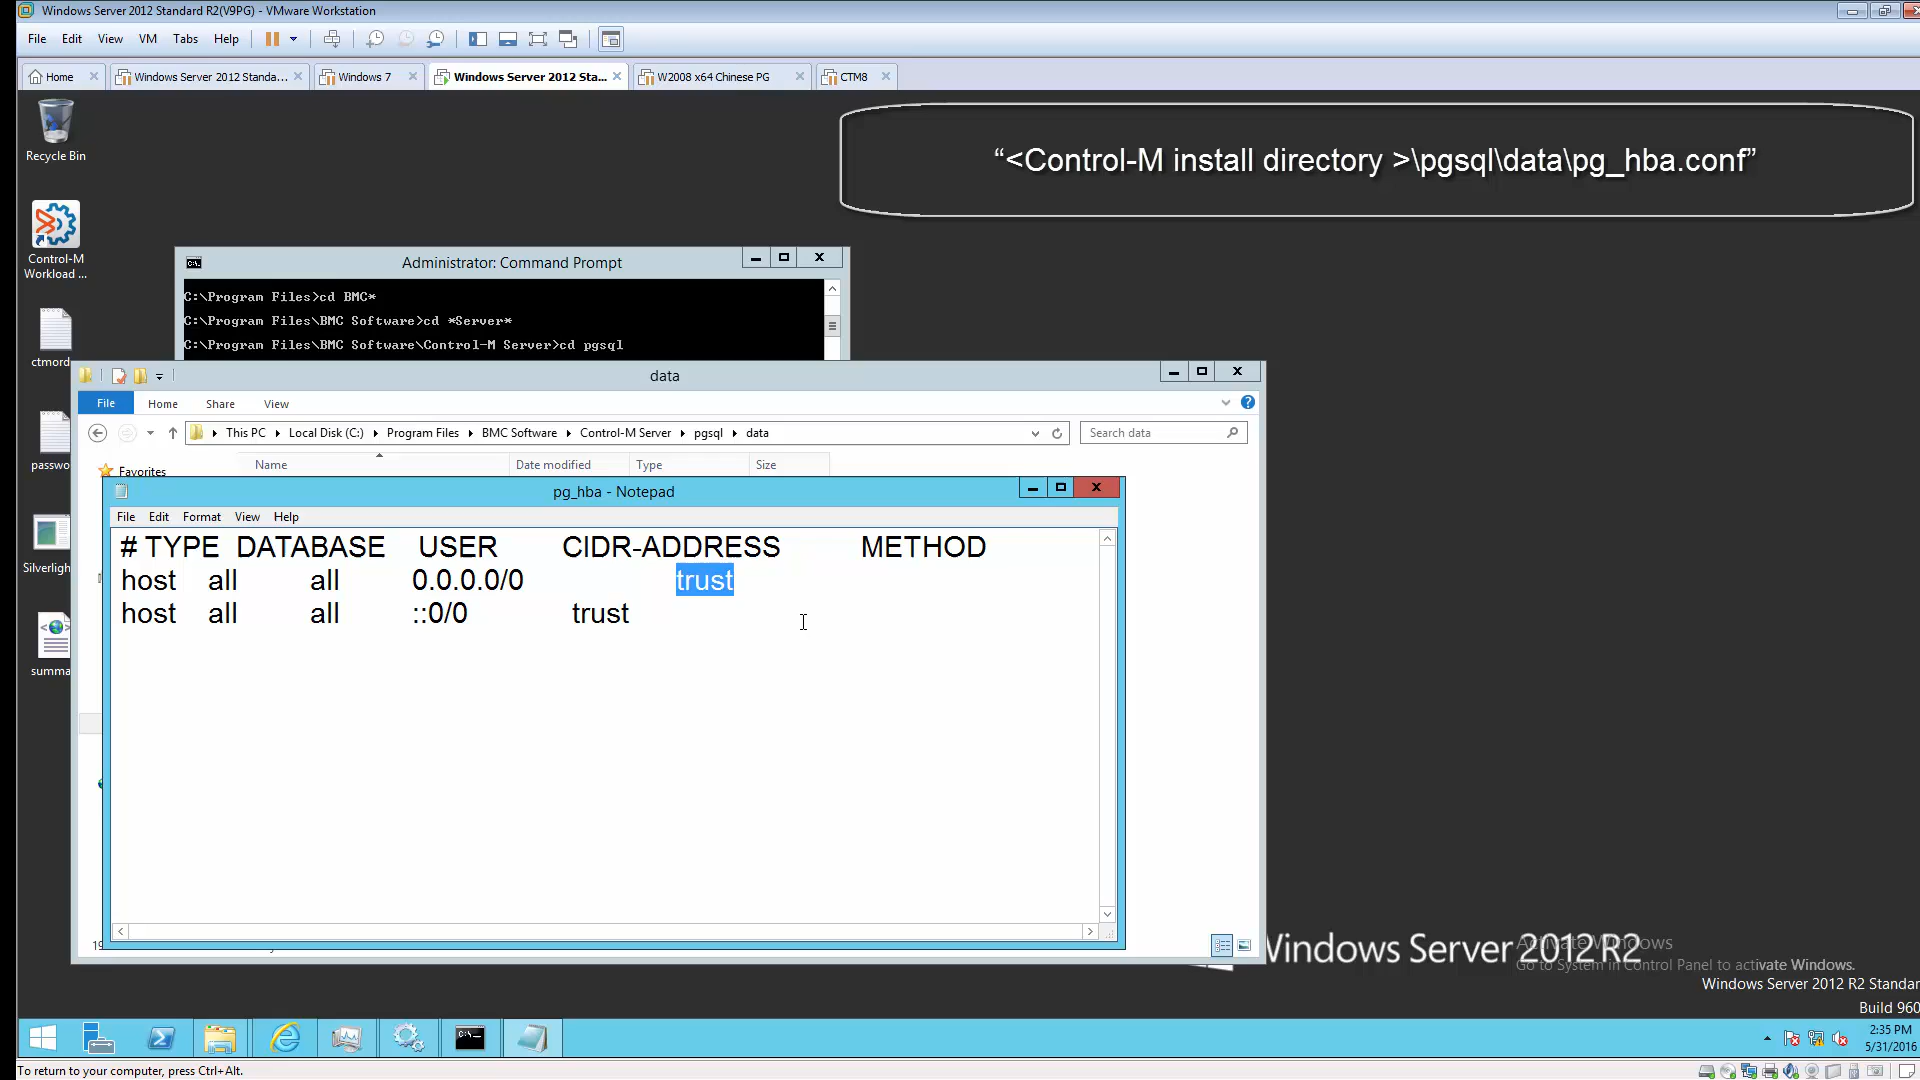 Windows Server 2012 Standard R2(V9PG) - VMware Workstation
File Edit View VM Tabs Help
Home Windows Server 2012 Standa... Windows 7 Windows Server 2012 Sta... W2008 x64 Chinese PG CTM8
Recycle Bin
“<Control-M install directory >\pgsql\data\pg_hba.conf”
Control-M
Workload ...
Administrator: Command Prompt
C:\Program Files>cd BMC*
C:\Program Files\BMC Software>cd *Server*
C:\Program Files\BMC Software\Control-M Server>cd pgsql
ctmord
passwo
Silverligh
summa
data
File Home Share View
This PC Local Disk (C:) Program Files BMC Software Control-M Server pgsql data Search data
Favorites Name Date modified Type Size
pg_hba - Notepad
File Edit Format View Help
# TYPE DATABASE USER CIDR-ADDRESS METHOD
host all all 0.0.0.0/0 trust
host all all ::0/0 trust
Windows Server 2012 R2
Activate Windows
Go to System in Control Panel to activate Windows.
Windows Server 2012 R2 Standar
Build 960
2:35 PM
5/31/2016
To return to your computer, press Ctrl+Alt.